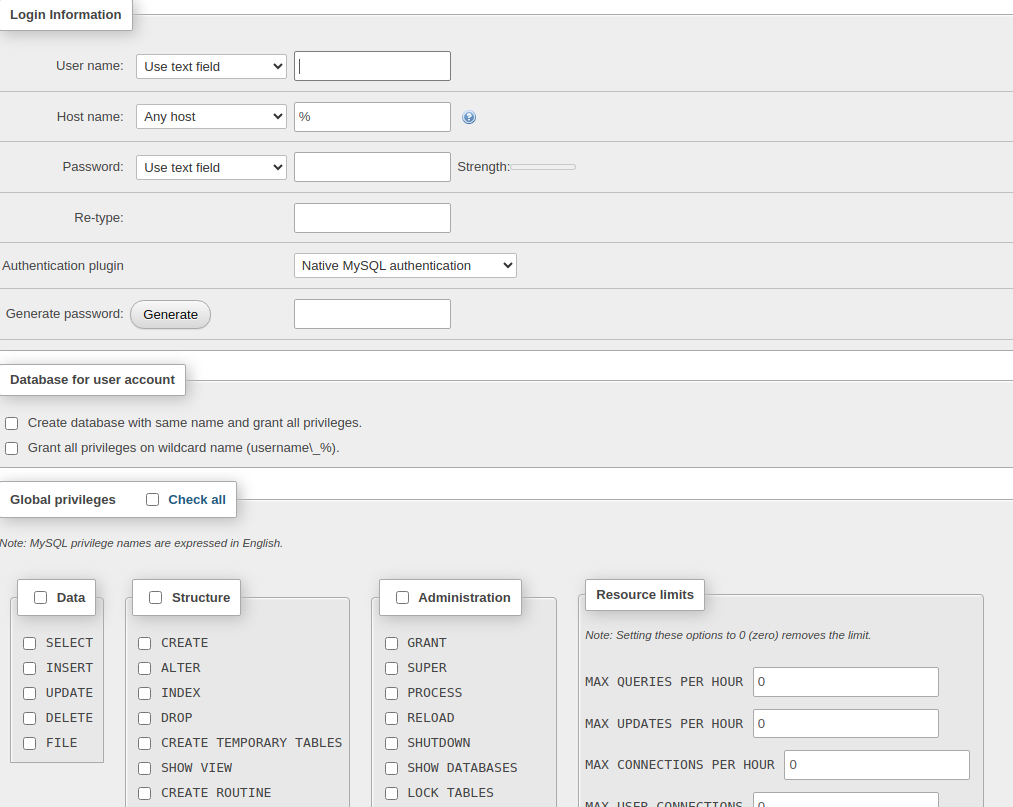 Login Information
User name: Use text field
Host name: Any host %
Password: Use text field Strength:
Re-type:
Authentication plugin Native MySQL authentication
Generate password: Generate
Database for user account
Create database with same name and grant all privileges.
Grant all privileges on wildcard name (username\_%).
Global privileges Check all
Note: MySQL privilege names are expressed in English.
Data
SELECT
INSERT
UPDATE
DELETE
FILE
Structure
CREATE
ALTER
INDEX
DROP
CREATE TEMPORARY TABLES
SHOW VIEW
CREATE ROUTINE
Administration
GRANT
SUPER
PROCESS
RELOAD
SHUTDOWN
SHOW DATABASES
LOCK TABLES
Resource limits
Note: Setting these options to 0 (zero) removes the limit.
MAX QUERIES PER HOUR 0
MAX UPDATES PER HOUR 0
MAX CONNECTIONS PER HOUR 0
MAX USER CONNECTIONS 0